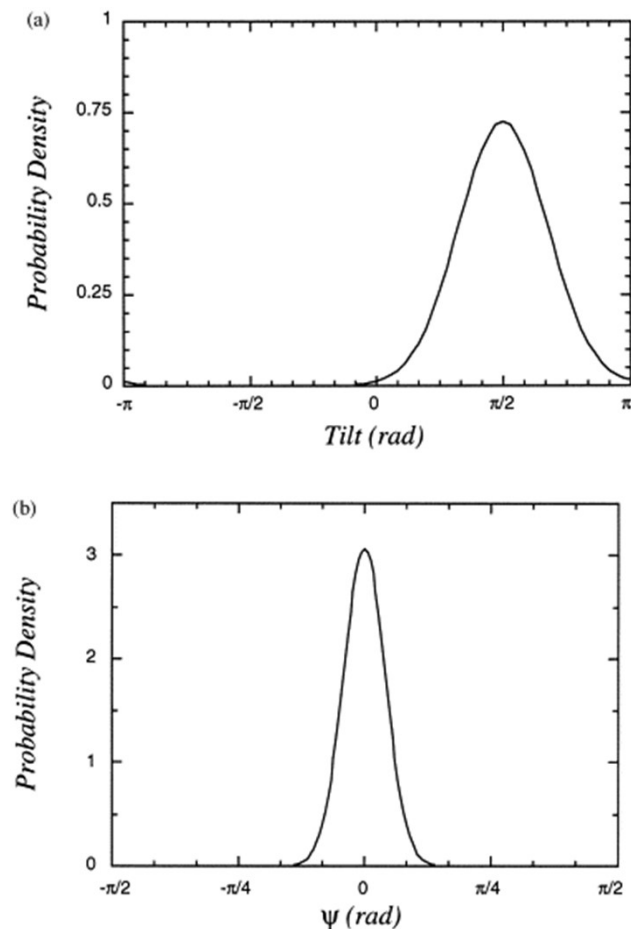 (a)
1
0.75
0.5
0.25
0
Probability Density
-π
-π/2
0
π/2
π
Tilt (rad)
(b)
3
2
1
0
Probability Density
-π/2
-π/4
0
π/4
π/2
ψ (rad)